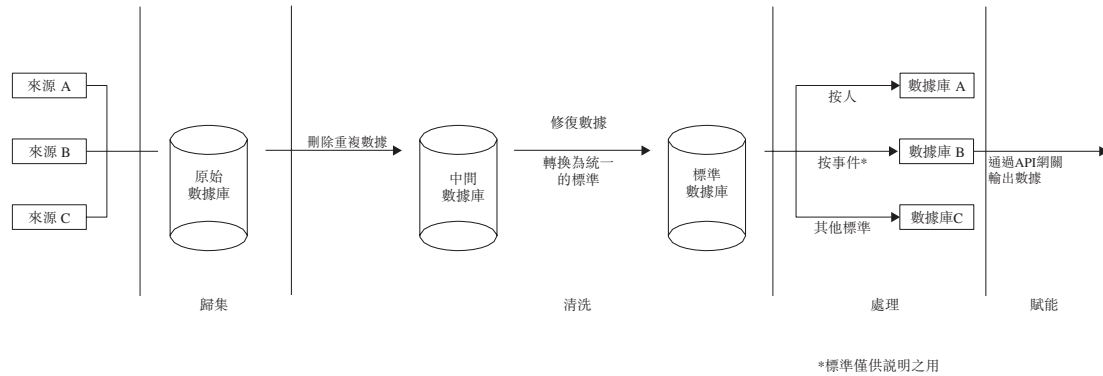 來源 A
來源 B
來源 C
原始
數據庫
刪除重複數據
中間
數據庫
修復數據
轉換為統一
的標準
標準
數據庫
按人
按事件*
其他標準
數據庫 A
數據庫 B
數據庫C
通過API網關
輸出數據
歸集
清洗
處理
賦能
*標準僅供説明之用